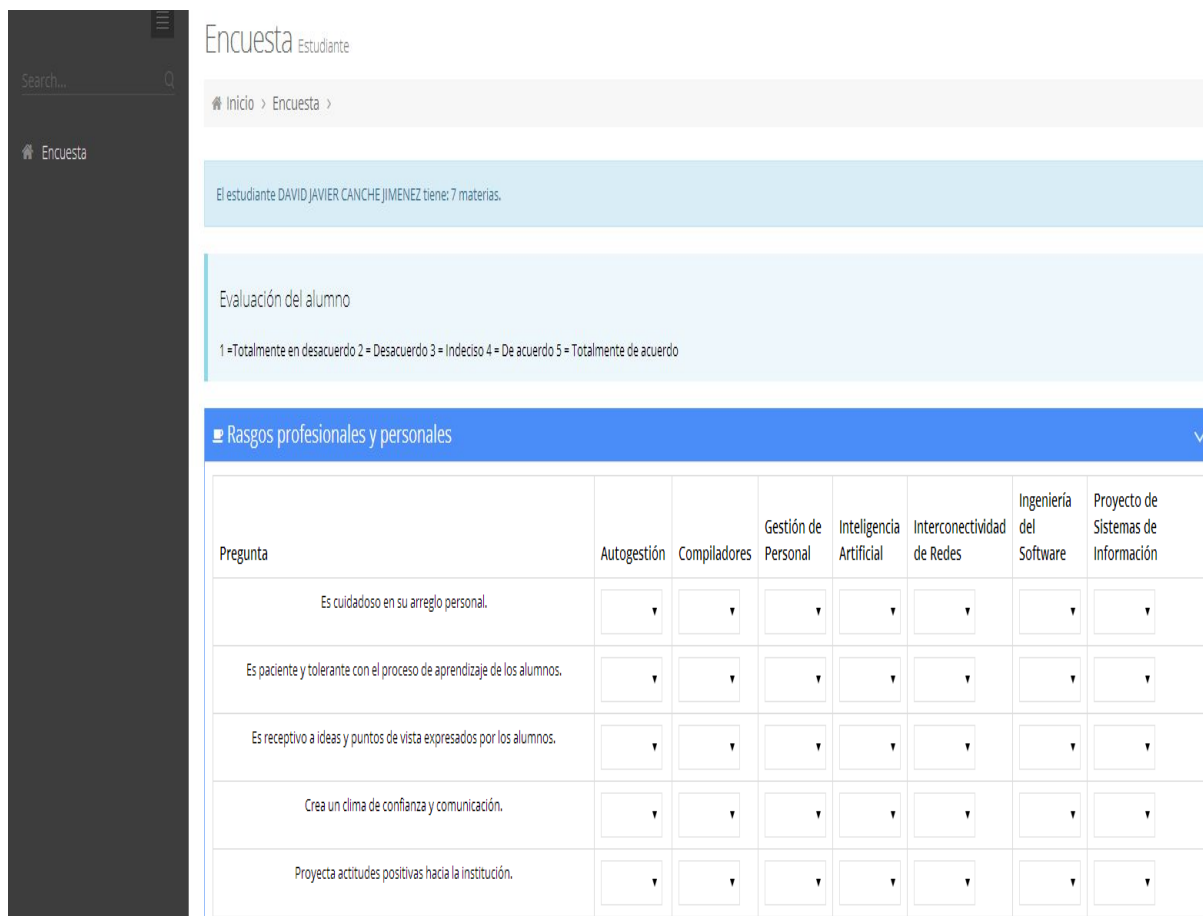 Encuesta Estudiante
Search...
Inicio > Encuesta >
Encuesta
El estudiante DAVID JAVIER CANCHE JIMENEZ tiene: 7 materias.
Evaluación del alumno
1 =Totalmente en desacuerdo 2 = Desacuerdo 3 = Indeciso 4 = De acuerdo 5 = Totalmente de acuerdo
Rasgos profesionales y personales
Pregunta
Autogestión
Compiladores
Gestión de
Personal
Inteligencia
Artificial
Interconectividad
de Redes
Ingeniería
del
Software
Proyecto de
Sistemas de
Información
Es cuidadoso en su arreglo personal.
Es paciente y tolerante con el proceso de aprendizaje de los alumnos.
Es receptivo a ideas y puntos de vista expresados por los alumnos.
Crea un clima de confianza y comunicación.
Proyecta actitudes positivas hacia la institución.